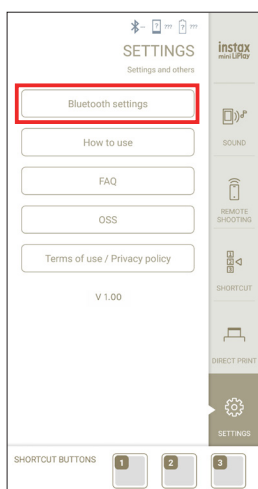 SETTINGS
Settings and others
instax
mini LiPlay
Bluetooth settings
How to use
FAQ
OSS
Terms of use / Privacy policy
V 1.00
SOUND
REMOTE
SHOOTING
SHORTCUT
DIRECT PRINT
SETTINGS
SHORTCUT BUTTONS
1
2
3